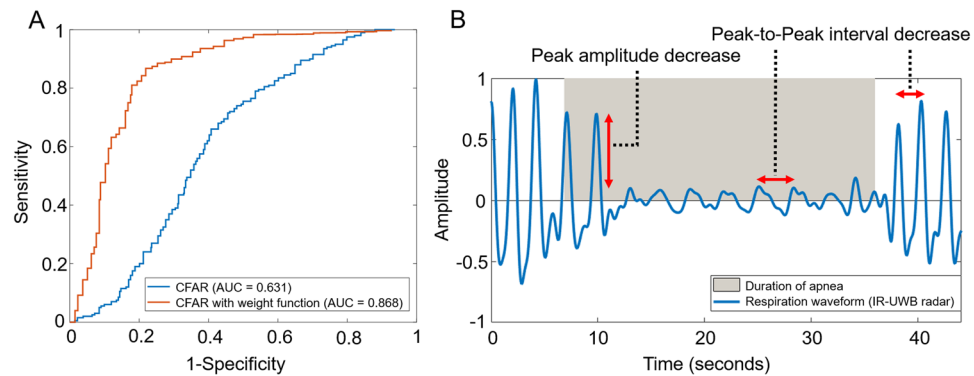 A
1
0.8
0.6
0.4
0.2
0
0
0.2
0.4
0.6
0.8
1
Sensitivity
1-Specificity
CFAR (AUC = 0.631)
CFAR with weight function (AUC = 0.868)
B
Peak-to-Peak interval decrease
Peak amplitude decrease
1
0.5
0
-0.5
-1
0
10
20
30
40
Amplitude
Time (seconds)
Duration of apnea
Respiration waveform (IR-UWB radar)